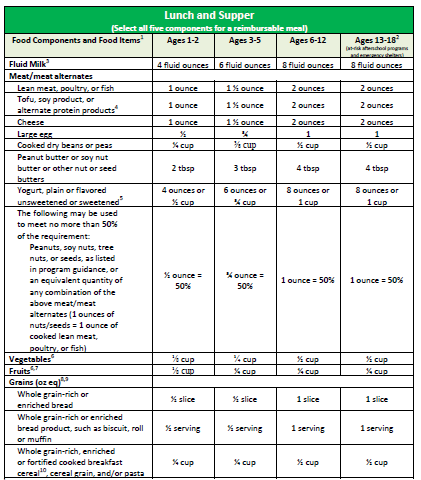 Lunch and Supper
(Select all five components for a reimbursable meal)
Food Components and Food Items¹ Ages 1-2 Ages 3-5 Ages 6-12 Ages 13-18²
(at-risk afterschool programs
and emergency shelters)
Fluid Milk³ 4 fluid ounces 6 fluid ounces 8 fluid ounces 8 fluid ounces
Meat/meat alternates
Lean meat, poultry, or fish 1 ounce 1 ½ ounces 2 ounces 2 ounces
Tofu, soy product, or
alternate protein products⁴ 1 ounce 1 ½ ounces 2 ounces 2 ounces
Cheese 1 ounce 1 ½ ounces 2 ounces 2 ounces
Large egg ½ ¾ 1 1
Cooked dry beans or peas ¼ cup ⅜ cup ½ cup ½ cup
Peanut butter or soy nut
butter or other nut or seed
butters 2 tbsp 3 tbsp 4 tbsp 4 tbsp
Yogurt, plain or flavored 4 ounces or 6 ounces or 8 ounces or 8 ounces or
unsweetened or sweetened⁵ ½ cup ¾ cup 1 cup 1 cup
The following may be used
to meet no more than 50%
of the requirement:
Peanuts, soy nuts, tree
nuts, or seeds, as listed
in program guidance, or
an equivalent quantity of
any combination of the
above meat/meat
alternates (1 ounces of
nuts/seeds = 1 ounce of
cooked lean meat,
poultry, or fish)
½ ounce = ¾ ounce = 1 ounce = 50% 1 ounce = 50%
50% 50%
Vegetables⁶ ⅛ cup ¼ cup ½ cup ½ cup
Fruits⁶,⁷ ⅛ cup ¼ cup ¼ cup ¼ cup
Grains (oz eq)⁸,⁹
Whole grain-rich or
enriched bread ½ slice ½ slice 1 slice 1 slice
Whole grain-rich or enriched
bread product, such as biscuit, roll
or muffin ½ serving ½ serving 1 serving 1 serving
Whole grain-rich, enriched
or fortified cooked breakfast
cereal¹⁰, cereal grain, and/or pasta ¼ cup ¼ cup ½ cup ½ cup